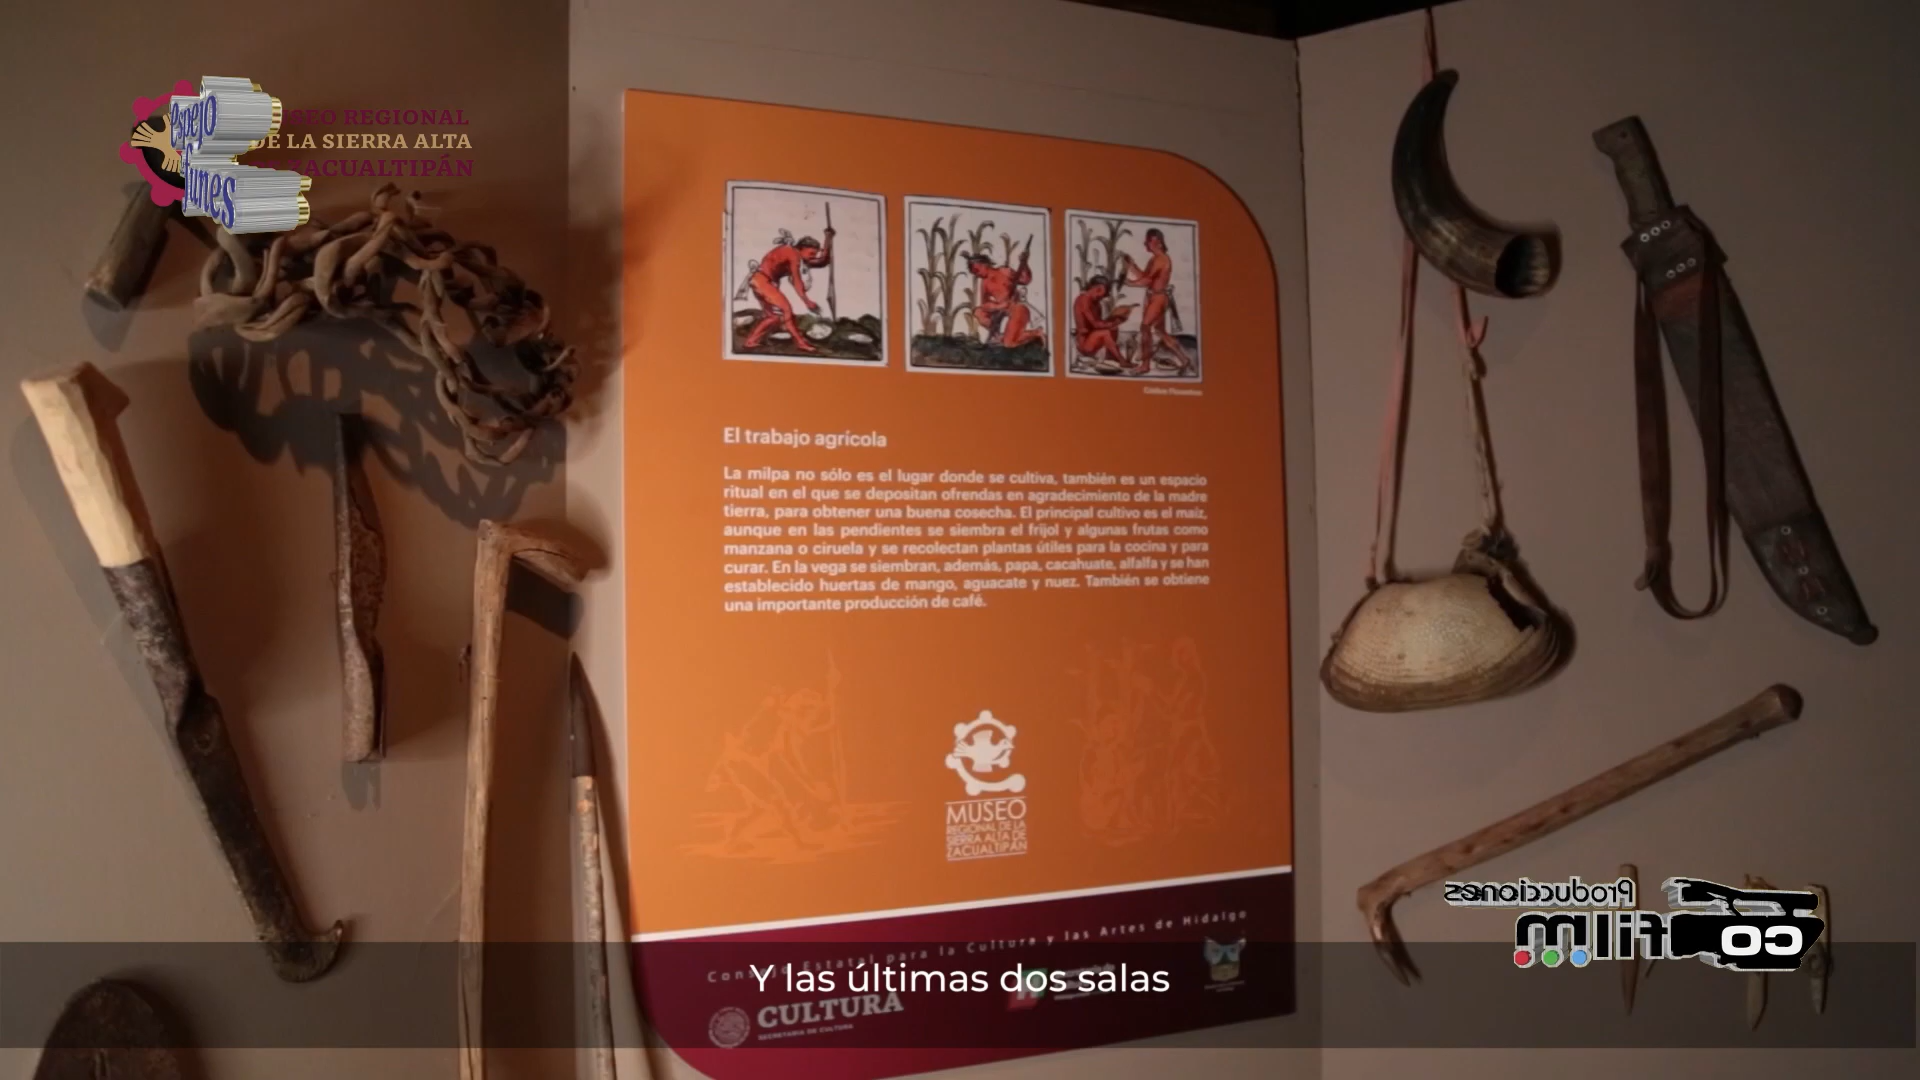 espejo
funes
MUSEO REGIONAL
DE LA SIERRA ALTA
ZACUALTIPÁN
Códice Florentino
El trabajo agrícola
La milpa no sólo es el lugar donde se cultiva, también es un espacio
ritual en el que se depositan ofrendas en agradecimiento de la madre
tierra, para obtener una buena cosecha. El principal cultivo es el maíz,
aunque en las pendientes se siembra el frijol y algunas frutas como
manzana o ciruela y se recolectan plantas útiles para la cocina y para
curar. En la vega se siembran, además, papa, cacahuate, alfalfa y se han
establecido huertas de mango, aguacate y nuez. También se obtiene
una importante producción de café.
MUSEO
REGIONAL DE LA
SIERRA ALTA DE
ZACUALTIPÁN
Producciones
co film
Consejo Estatal para la Cultura y las Artes de Hidalgo
Y las últimas dos salas
CULTURA
SECRETARÍA DE CULTURA